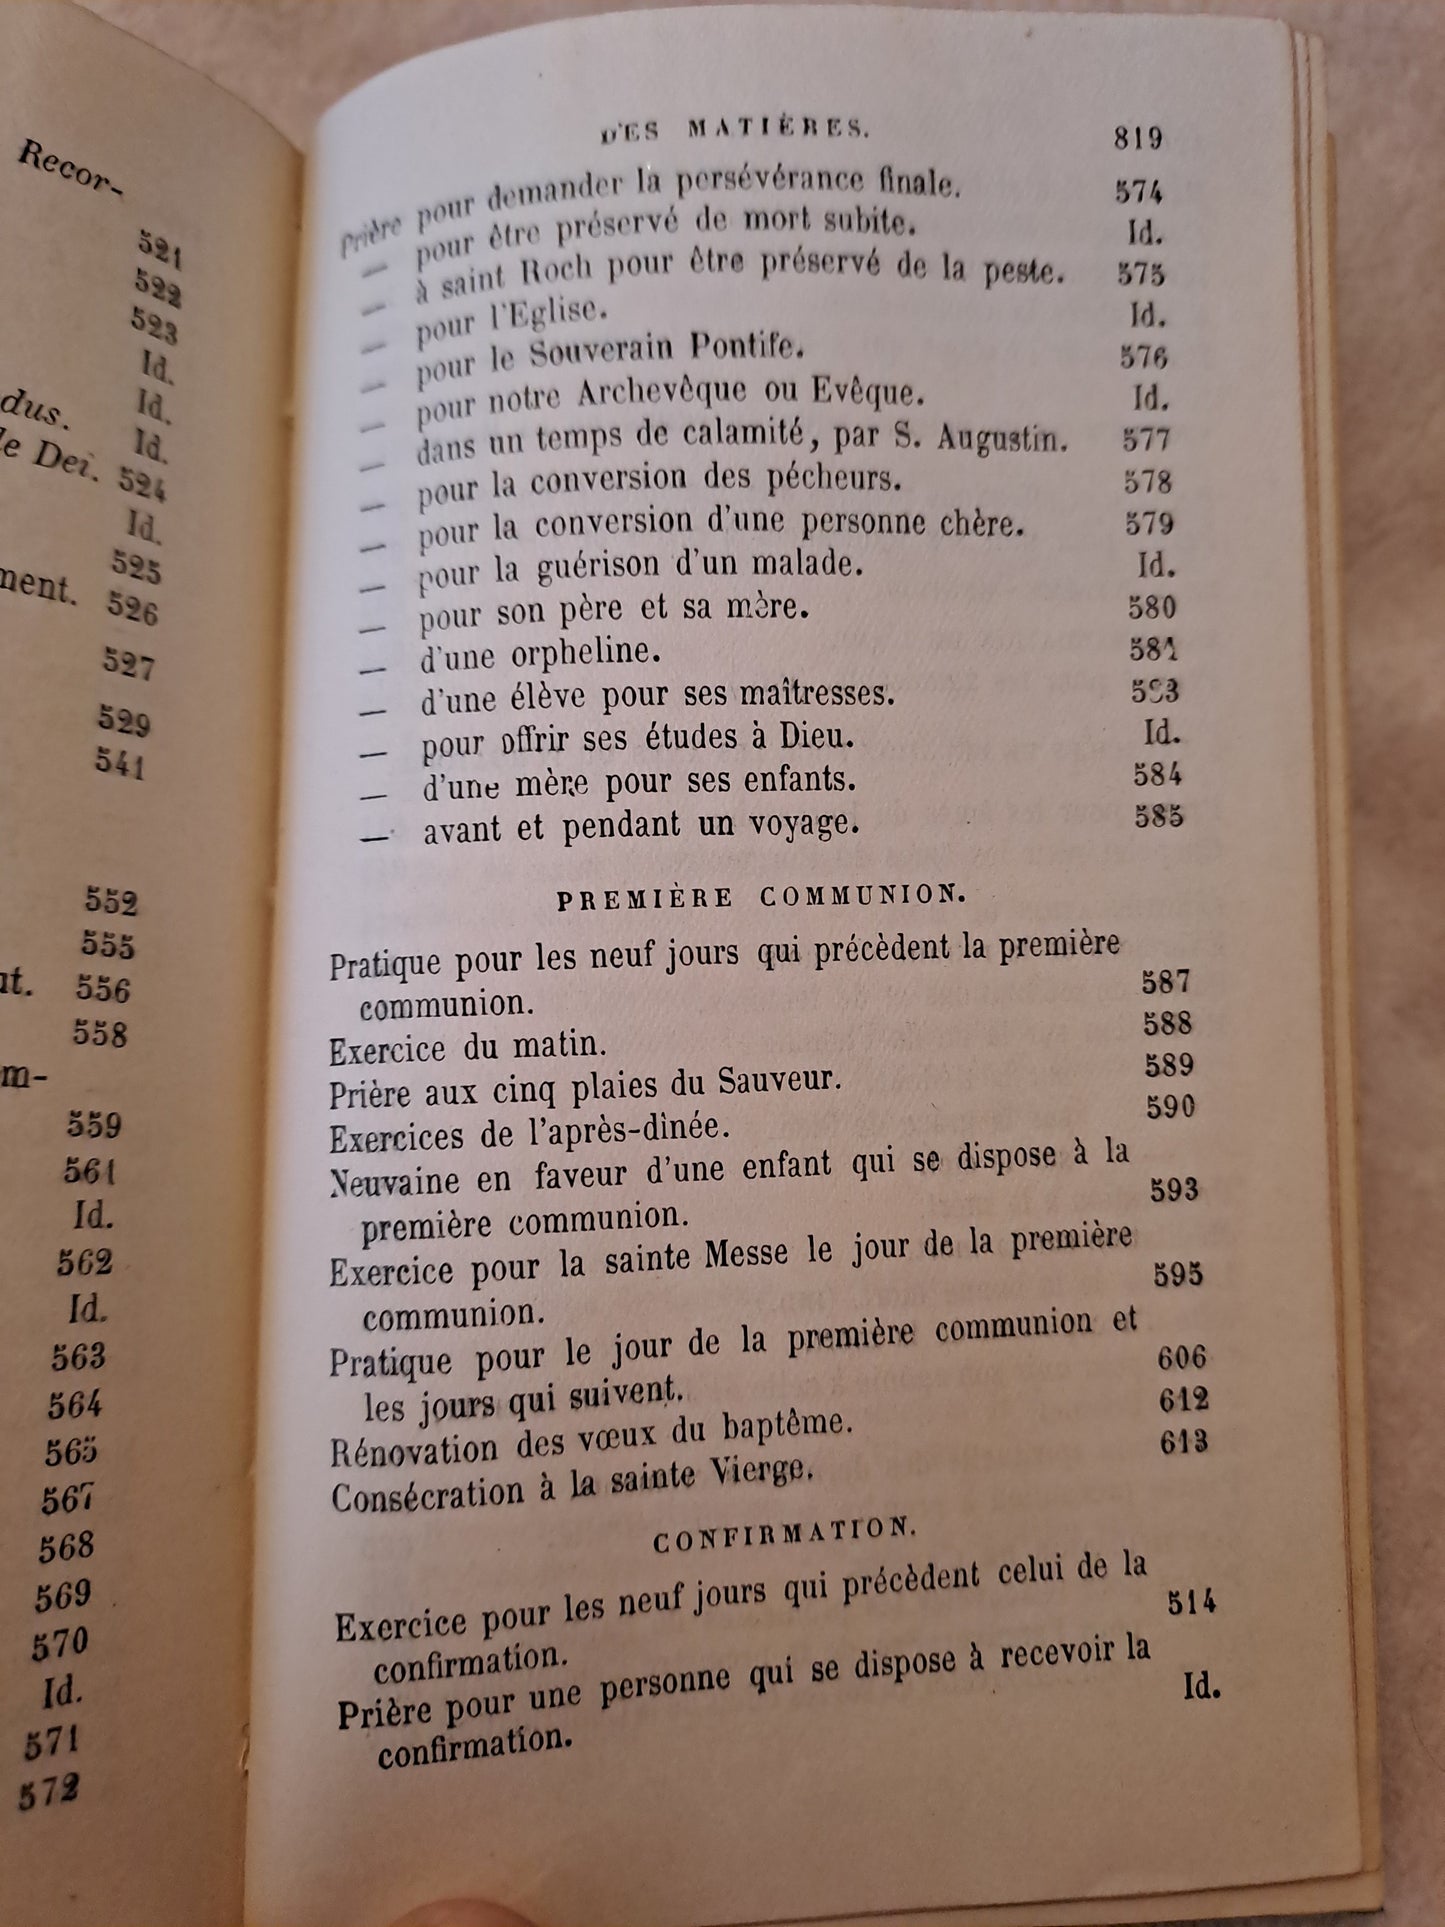 Recor-
521
522
523
Id.
dus. Id.
Id.
le Dei. 524
Id.
525
ment. 526
527
529
541
552
555
nt. 556
558
m-
559
561
Id.
562
Id.
563
564
565
567
568
569
570
Id.
571
572
DES MATIÈRES. 819
Prière pour demander la persévérance finale. 574
— pour être préservé de mort subite. Id.
— à saint Roch pour être préservé de la peste. 575
— pour l'Eglise. Id.
— pour le Souverain Pontife. 576
— pour notre Archevêque ou Evêque. Id.
— dans un temps de calamité, par S. Augustin. 577
— pour la conversion des pécheurs. 578
— pour la conversion d'une personne chère. 579
— pour la guérison d'un malade. Id.
— pour son père et sa mère. 580
— d'une orpheline. 581
— d'une élève pour ses maîtresses.
— pour offrir ses études à Dieu. Id.
— d'une mère pour ses enfants. 584
— avant et pendant un voyage. 585
PREMIÈRE COMMUNION.
Pratique pour les neuf jours qui précèdent la première
communion. 587
Exercice du matin. 588
Prière aux cinq plaies du Sauveur. 589
Exercices de l'après-dînée. 590
Neuvaine en faveur d'une enfant qui se dispose à la
première communion. 593
Exercice pour la sainte Messe le jour de la première
communion. 595
Pratique pour le jour de la première communion et
les jours qui suivent. 606
Rénovation des vœux du baptême. 612
Consécration à la sainte Vierge. 613
CONFIRMATION.
Exercice pour les neuf jours qui précèdent celui de la
confirmation. 514
Prière pour une personne qui se dispose à recevoir la
confirmation. Id.